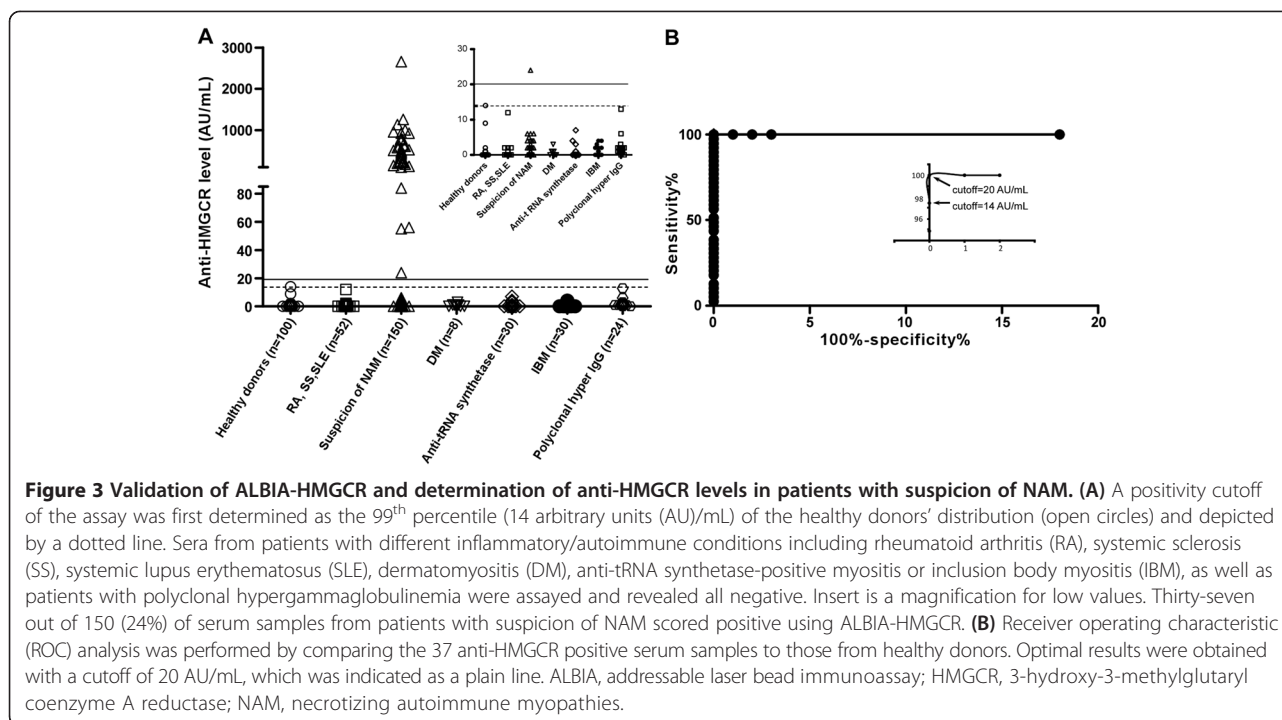 A
B
3000
2000
1000
80
60
40
20
0
Anti-HMGCR level (AU/mL)
Healthy donors (n=100)
RA, SS,SLE (n=52)
Suspicion of NAM (n=150)
DM (n=8)
Anti-tRNA synthetase (n=30)
IBM (n=30)
Polyclonal hyper IgG (n=24)
30
20
10
0
Healthy donors
RA, SS,SLE
Suspicion of NAM
DM
Anti-t RNA synthetase
IBM
Polyclonal hyper IgG
100
50
0
Sensitivity%
0
5
10
15
20
100%-specificity%
100
98
96
cutoff=20 AU/mL
cutoff=14 AU/mL
0
1
2
Figure 3 Validation of ALBIA-HMGCR and determination of anti-HMGCR levels in patients with suspicion of NAM. (A) A positivity cutoff
of the assay was first determined as the 99th percentile (14 arbitrary units (AU)/mL) of the healthy donors' distribution (open circles) and depicted
by a dotted line. Sera from patients with different inflammatory/autoimmune conditions including rheumatoid arthritis (RA), systemic sclerosis
(SS), systemic lupus erythematosus (SLE), dermatomyositis (DM), anti-tRNA synthetase-positive myositis or inclusion body myositis (IBM), as well as
patients with polyclonal hypergammaglobulinemia were assayed and revealed all negative. Insert is a magnification for low values. Thirty-seven
out of 150 (24%) of serum samples from patients with suspicion of NAM scored positive using ALBIA-HMGCR. (B) Receiver operating characteristic
(ROC) analysis was performed by comparing the 37 anti-HMGCR positive serum samples to those from healthy donors. Optimal results were obtained
with a cutoff of 20 AU/mL, which was indicated as a plain line. ALBIA, addressable laser bead immunoassay; HMGCR, 3-hydroxy-3-methylglutaryl
coenzyme A reductase; NAM, necrotizing autoimmune myopathies.